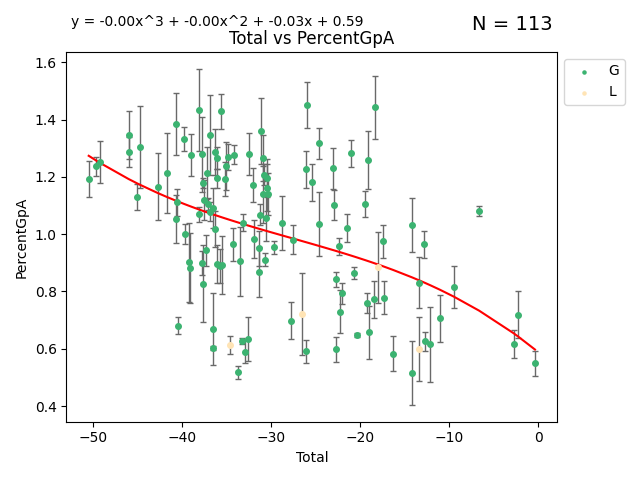 y = -0.00x^3 + -0.00x^2 + -0.03x + 0.59
N = 113
Total vs PercentGpA
G
L
PercentGpA
1.6
1.4
1.2
1.0
0.8
0.6
0.4
−50
−40
−30
−20
−10
0
Total